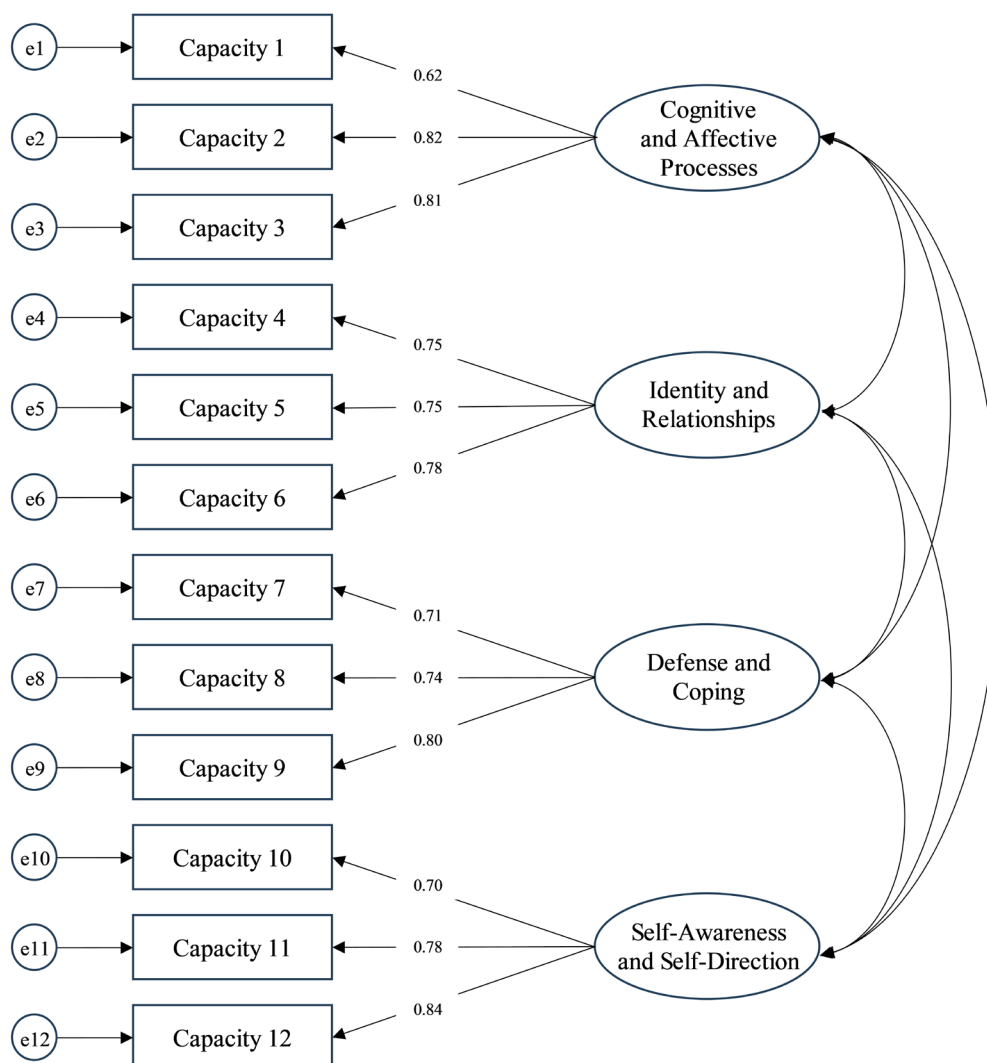 e1
Capacity 1
0.62
Cognitive
and Affective
Processes
e2
Capacity 2
0.82
e3
Capacity 3
0.81
e4
Capacity 4
0.75
Identity and
Relationships
e5
Capacity 5
0.75
e6
Capacity 6
0.78
e7
Capacity 7
0.71
Defense and
Coping
e8
Capacity 8
0.74
e9
Capacity 9
0.80
e10
Capacity 10
0.70
Self-Awareness
and Self-Direction
e11
Capacity 11
0.78
e12
Capacity 12
0.84